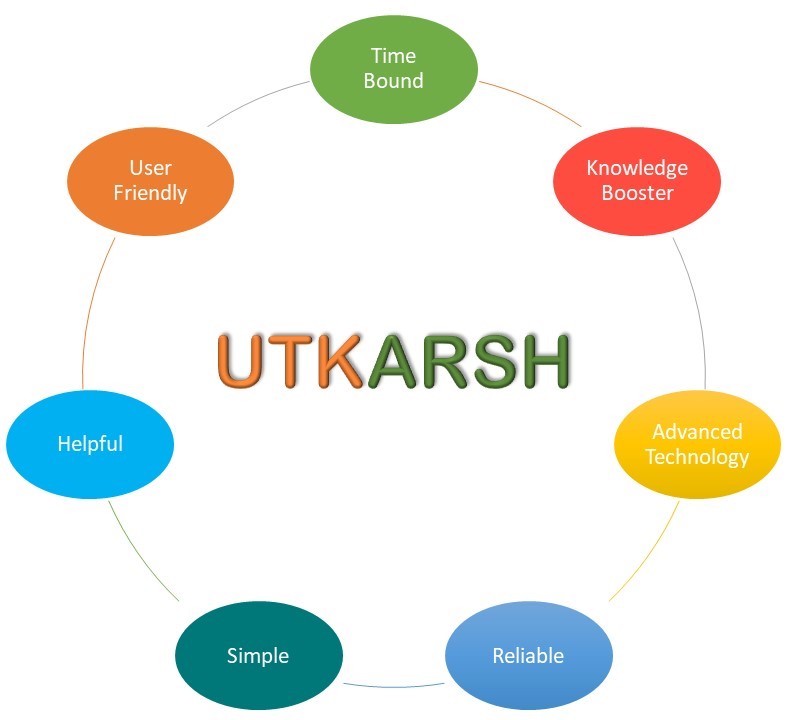 Time
Bound
Knowledge
Booster
Advanced
Technology
Reliable
Simple
Helpful
User
Friendly
UTKARSH